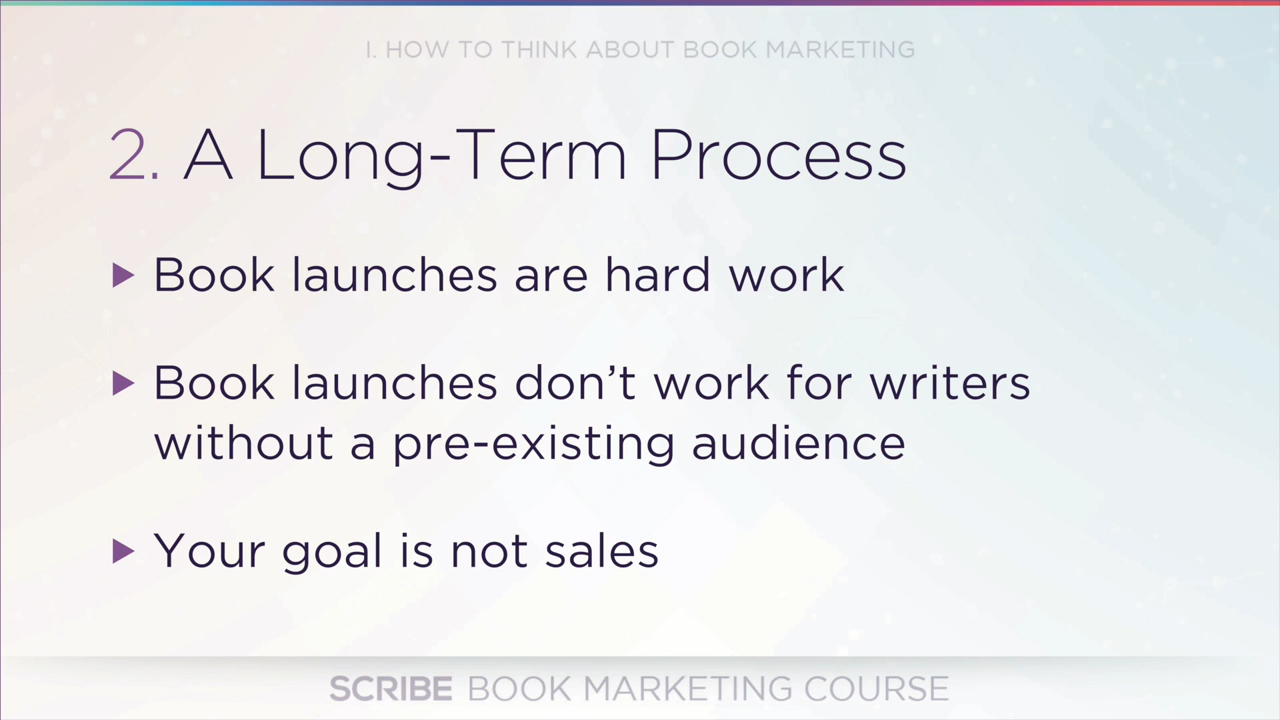 I. HOW TO THINK ABOUT BOOK MARKETING
2. A Long-Term Process
Book launches are hard work
Book launches don’t work for writers
without a pre-existing audience
Your goal is not sales
SCRIBE BOOK MARKETING COURSE